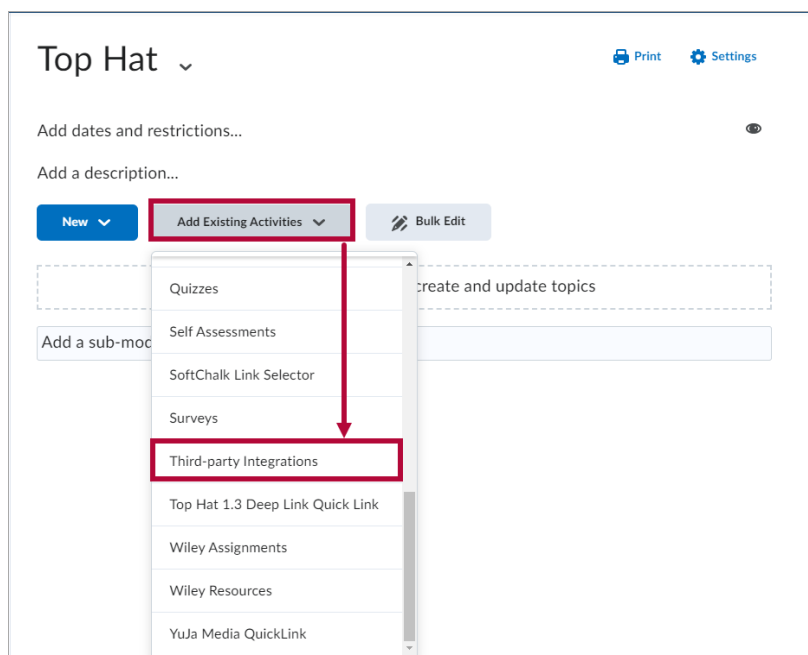 Top Hat
Print Settings
Add dates and restrictions...
Add a description...
New Add Existing Activities Bulk Edit
create and update topics
Add a sub-mod
Quizzes
Self Assessments
SoftChalk Link Selector
Surveys
Third-party Integrations
Top Hat 1.3 Deep Link Quick Link
Wiley Assignments
Wiley Resources
YuJa Media QuickLink